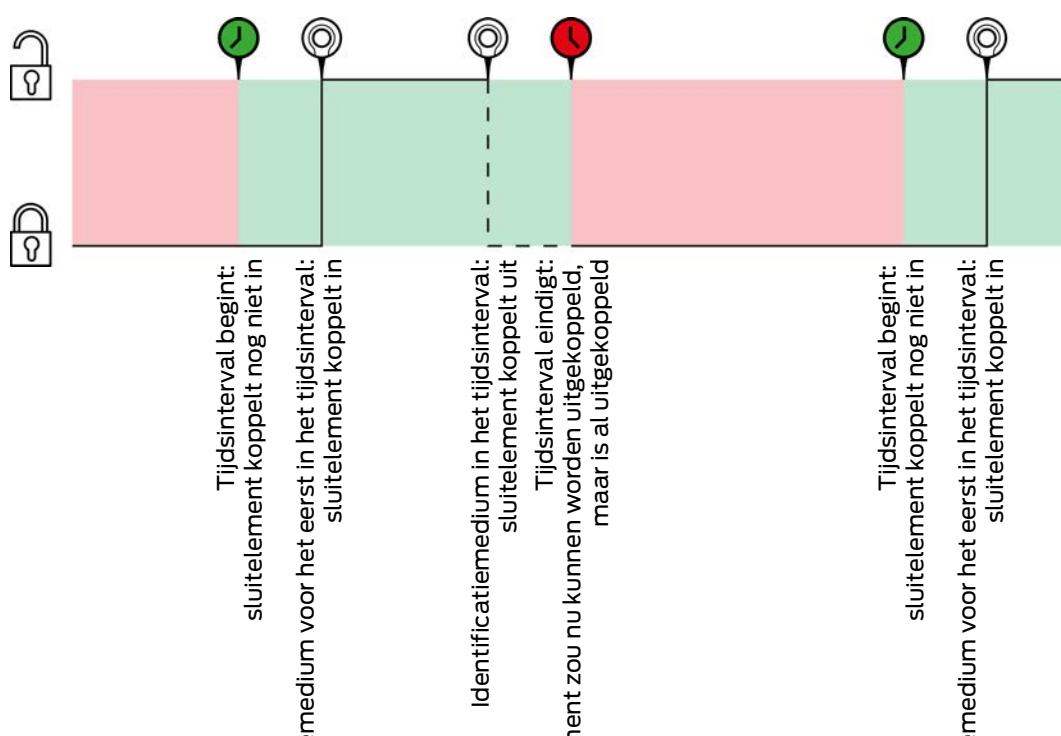 Tijdsinterval begint:
sluitelement koppelt nog niet in
medium voor het eerst in het tijdsinterval:
sluitelement koppelt in
Identificatiemedium in het tijdsinterval:
sluitelement koppelt uit
Tijdsinterval eindigt:
zou nu kunnen worden uitgekoppeld,
maar is al uitgekoppeld
Tijdsinterval begint:
sluitelement koppelt nog niet in
medium voor het eerst in het tijdsinterval:
sluitelement koppelt in